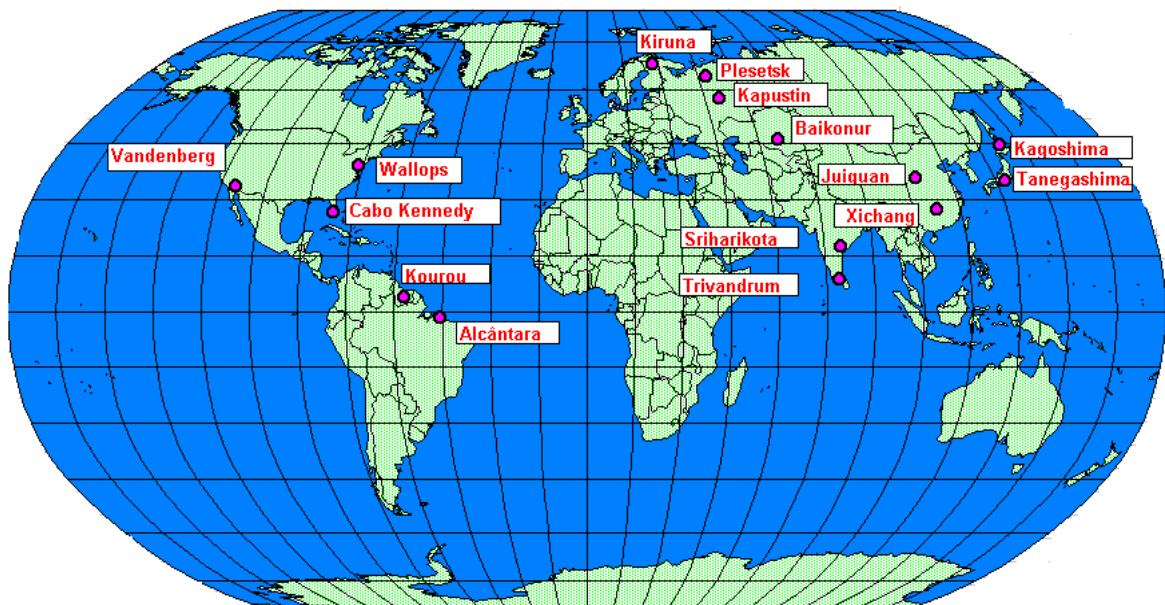 Kiruna
Plesetsk
Kapustin
Baikonur
Vandenberg
Wallops
Kagoshima
Juiquan
Tanegashima
Cabo Kennedy
Xichang
Sriharikota
Kourou
Trivandrum
Alcântara